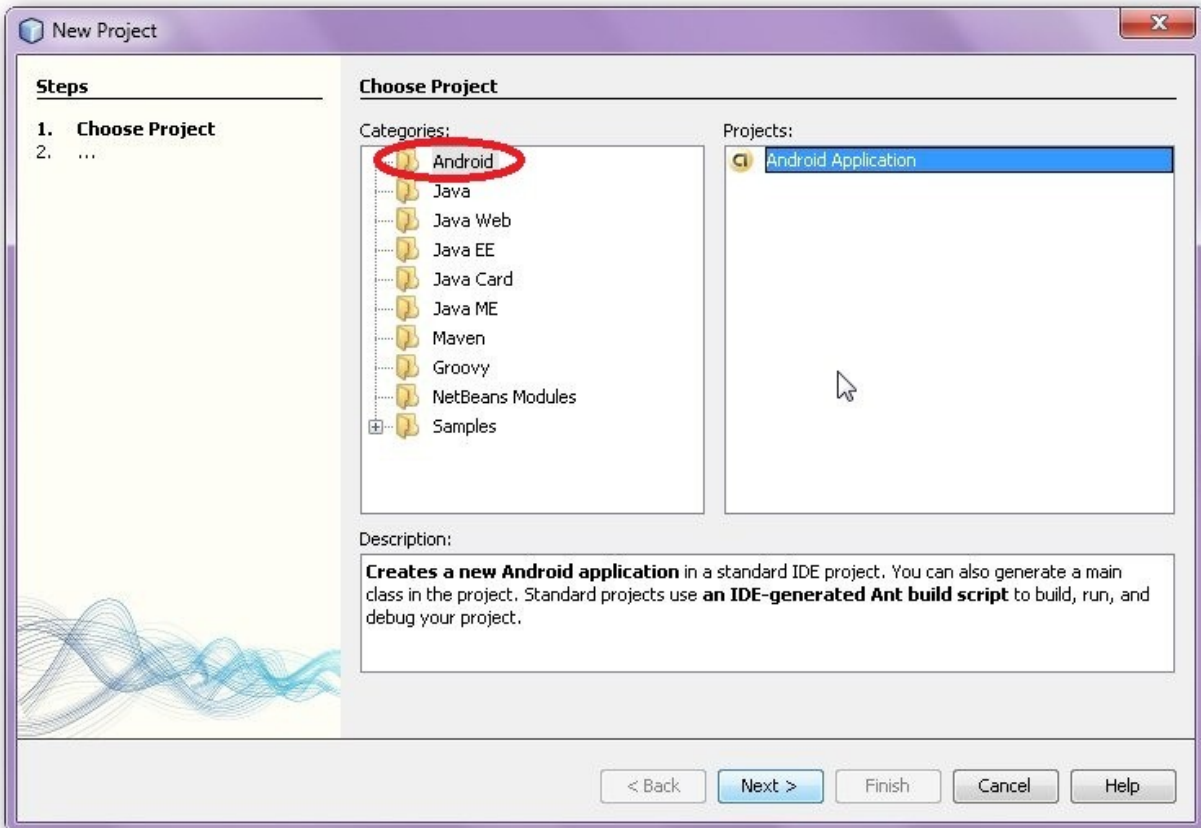 New Project
Steps
1. Choose Project
2. ...
Choose Project
Categories:
Android
Java
Java Web
Java EE
Java Card
Java ME
Maven
Groovy
NetBeans Modules
Samples
Projects:
Android Application
Description:
Creates a new Android application in a standard IDE project. You can also generate a main
class in the project. Standard projects use an IDE-generated Ant build script to build, run, and
debug your project.
< Back
Next >
Finish
Cancel
Help